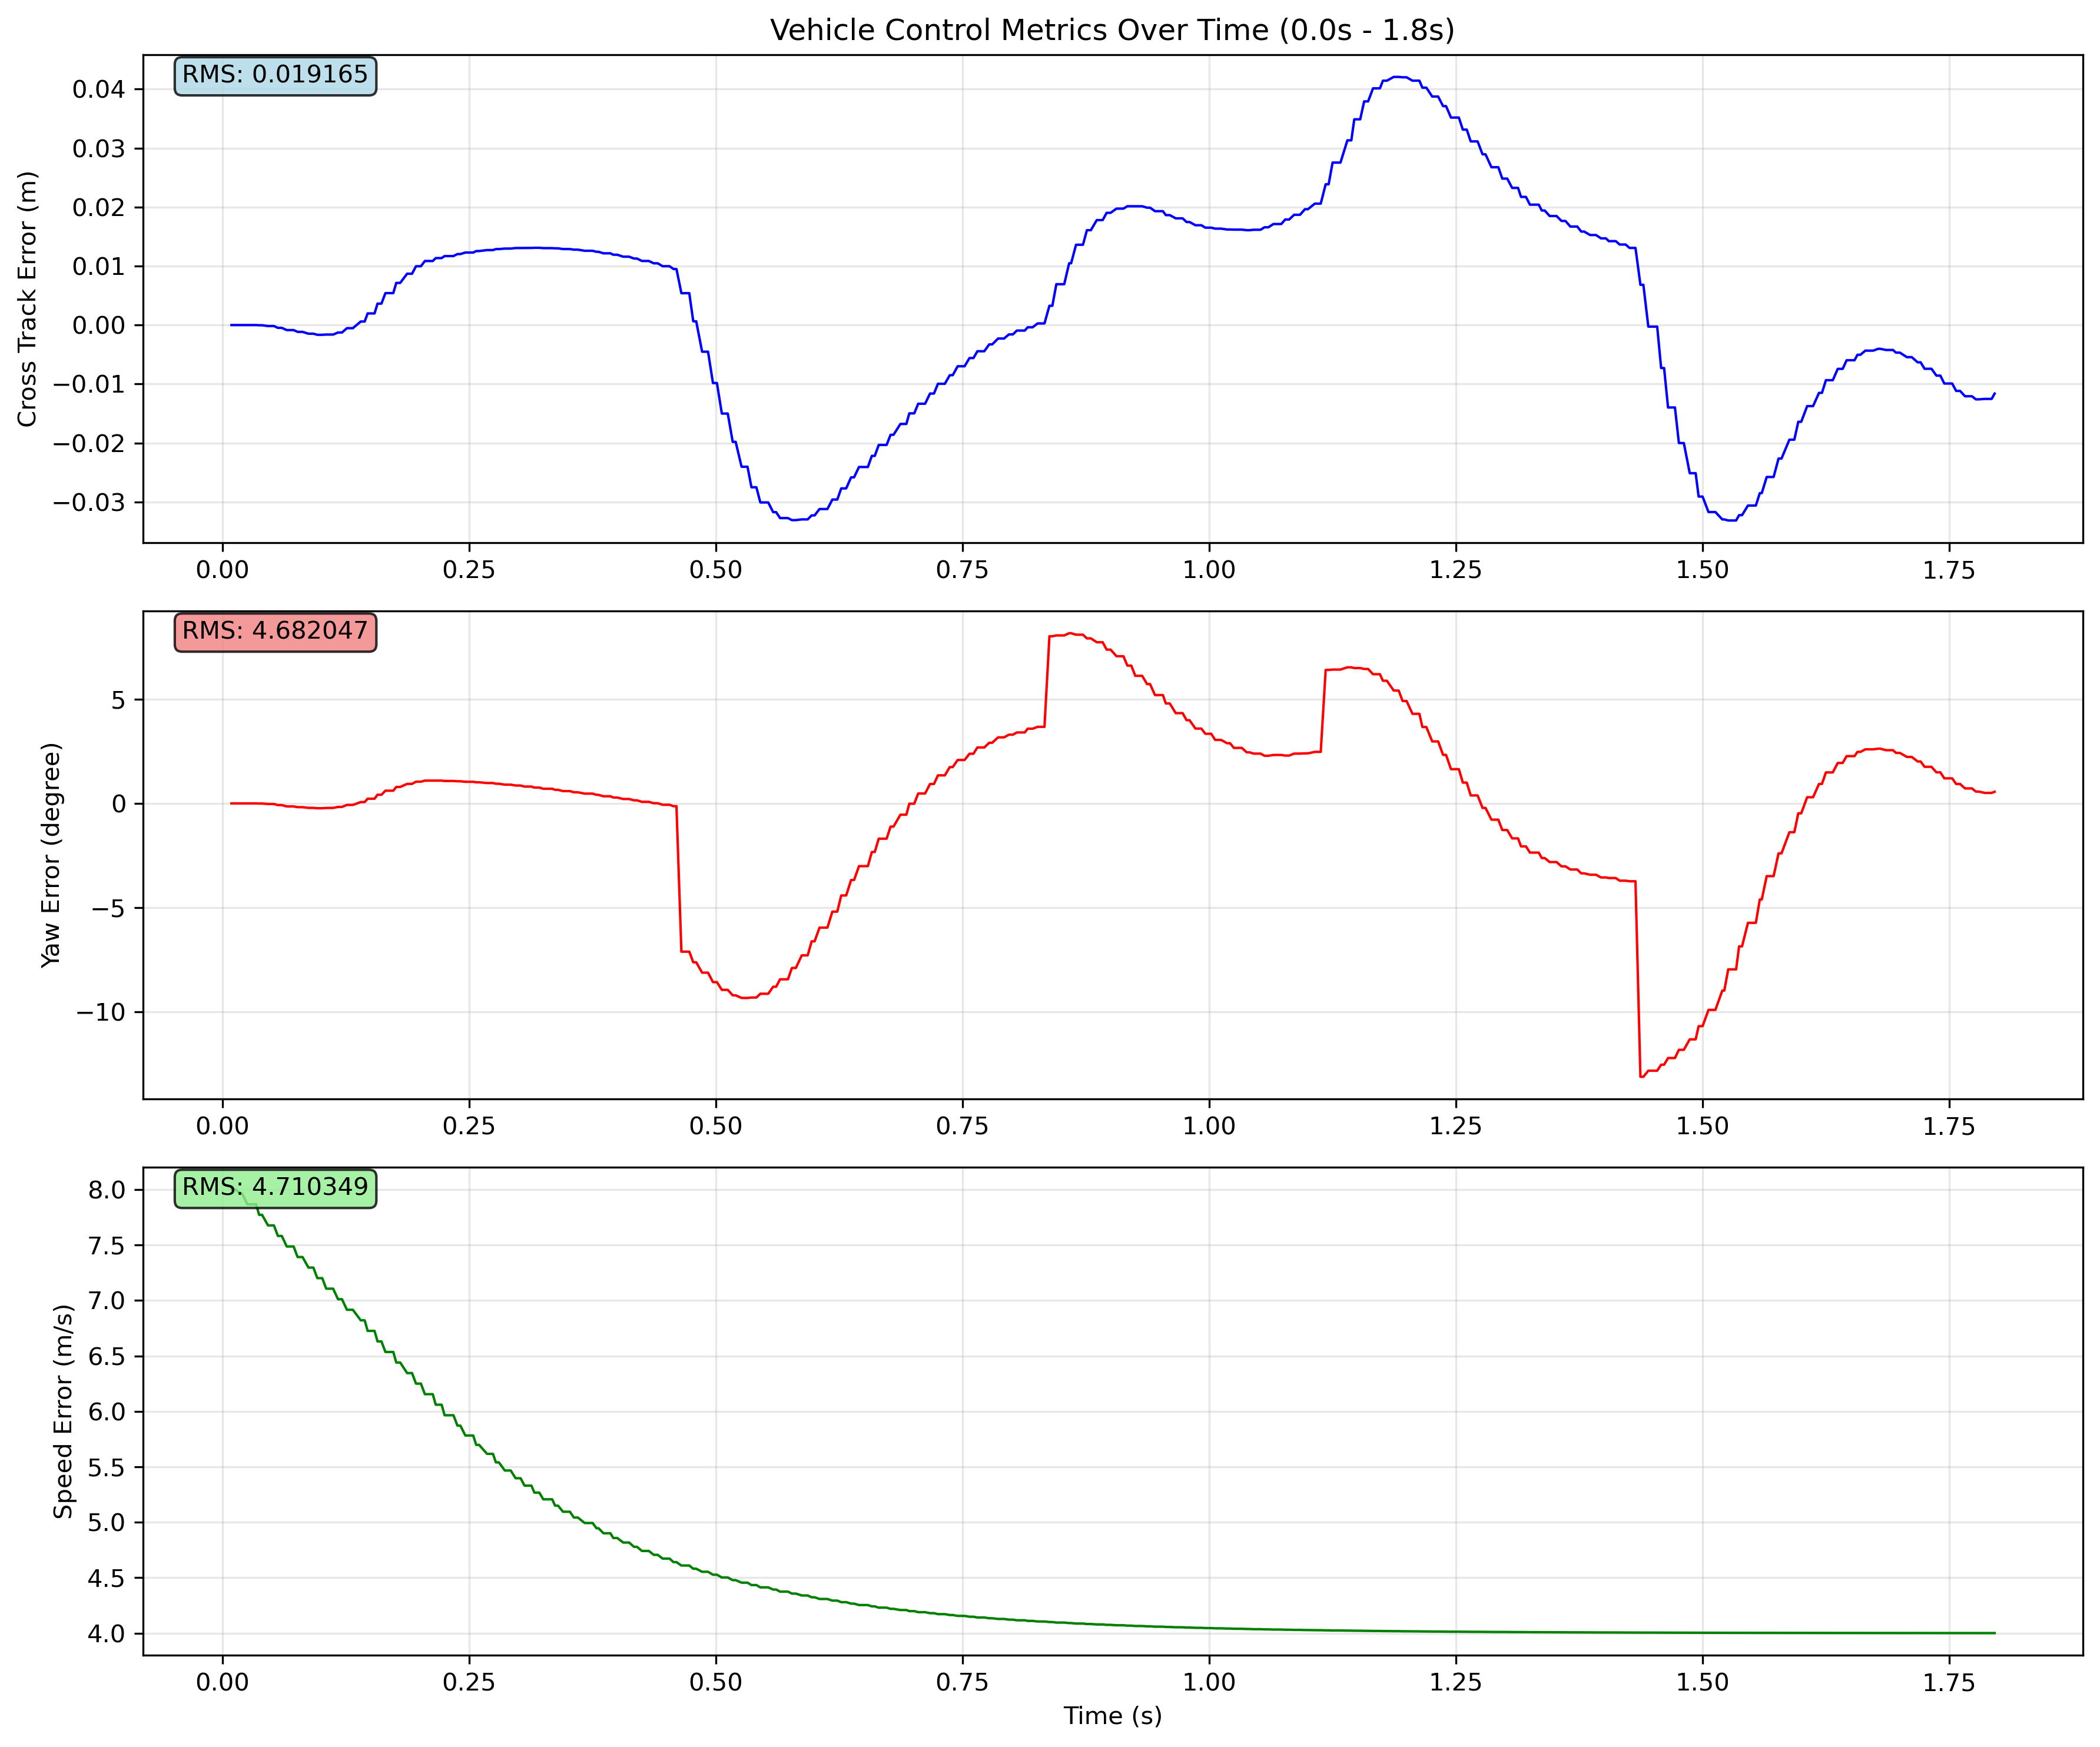 Vehicle Control Metrics Over Time (0.0s - 1.8s)
RMS: 0.019165
Cross Track Error (m)
0.04
0.03
0.02
0.01
0.00
−0.01
−0.02
−0.03
0.00 0.25 0.50 0.75 1.00 1.25 1.50 1.75
RMS: 4.682047
Yaw Error (degree)
5
0
−5
−10
0.00 0.25 0.50 0.75 1.00 1.25 1.50 1.75
RMS: 4.710349
Speed Error (m/s)
8.0
7.5
7.0
6.5
6.0
5.5
5.0
4.5
4.0
0.00 0.25 0.50 0.75 1.00 1.25 1.50 1.75
Time (s)